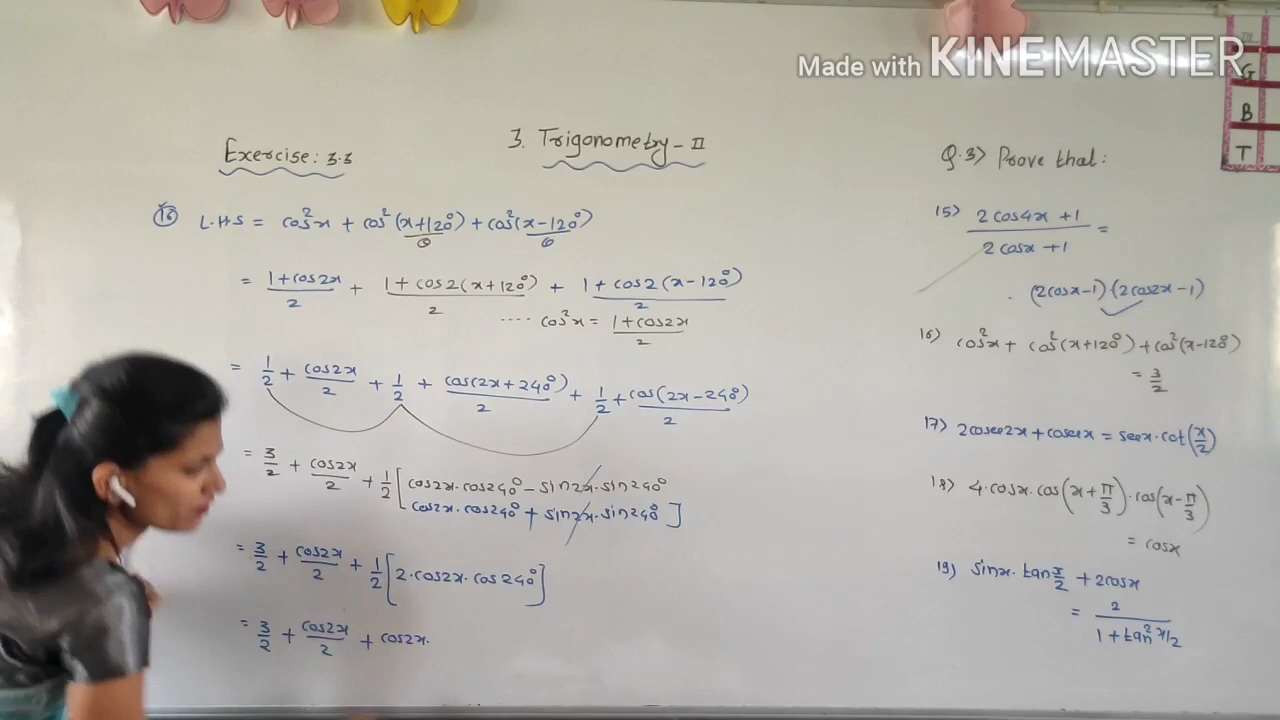 Made with KINEMASTER
G
B
T
3. Trigonometry - II
Exercise: 3.3
16 L.H.S = cos²x + cos²(x+120°) + cos²(x-120°)
θ θ
= 1+cos2x/2 + 1+cos2(x+120°)/2 + 1+cos2(x-120°)/2
.... cos²x = 1+cos2x/2
= 1/2 + cos2x/2 + 1/2 + cos(2x+240°)/2 + 1/2 + cos(2x-240°)/2
= 3/2 + cos2x/2 + 1/2 [cos2x·cos240° - sin2x·sin240°
cos2x·cos240° + sin2x·sin240°]
= 3/2 + cos2x/2 + 1/2 [2·cos2x·cos240°]
= 3/2 + cos2x/2 + cos2x·
Q.3> Prove that:
15) 2cos4x +1 / 2cosx +1 =
(2cosx-1)(2cos2x-1)
16) cos²x + cos²(x+120°) + cos²(x-120°)
= 3/2
17) 2cosec2x + cosecx = secx·cot(x/2)
18) 4·cosx·cos(x+π/3)·cos(x-π/3)
= cosx
19) sinx·tan x/2 + 2cosx
= 2 / 1+tan² x/2